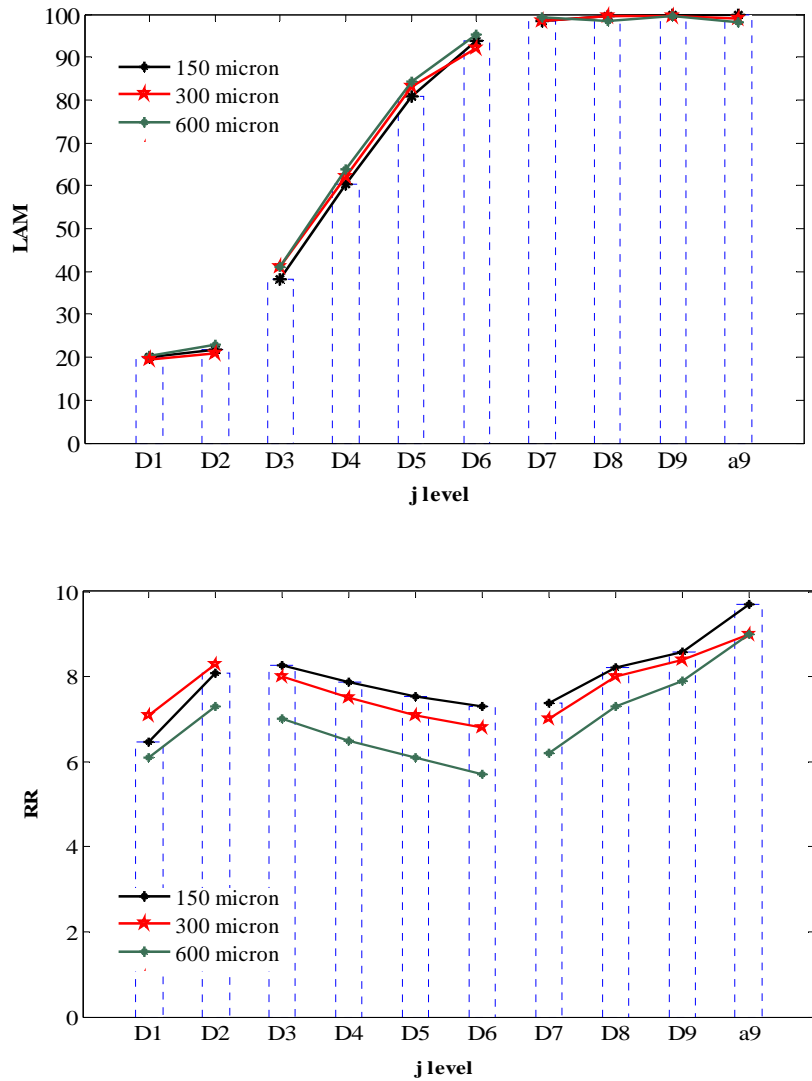 100
90
80
70
60
50
40
30
20
10
0
LAM
150 micron
300 micron
600 micron
D1 D2 D3 D4 D5 D6 D7 D8 D9 a9
j level
10
8
6
4
2
0
RR
150 micron
300 micron
600 micron
D1 D2 D3 D4 D5 D6 D7 D8 D9 a9
j level